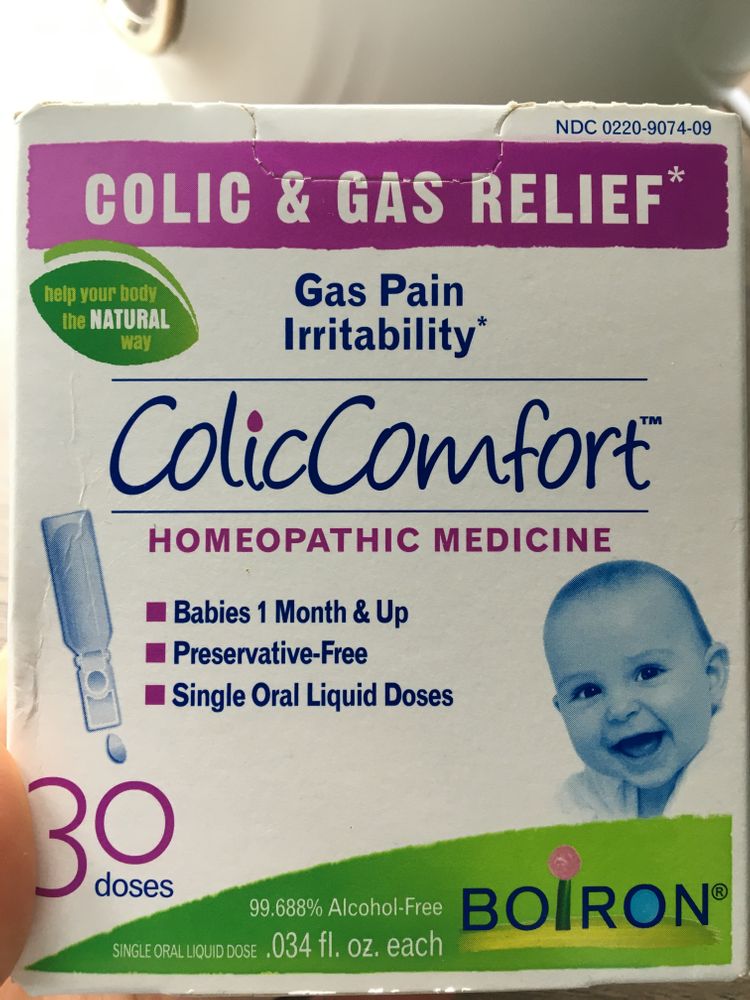 NDC 0220-9074-09
COLIC & GAS RELIEF*
help your body
the NATURAL
way
Gas Pain
Irritability*
ColicComfort™
HOMEOPATHIC MEDICINE
Babies 1 Month & Up
Preservative-Free
Single Oral Liquid Doses
30
doses
99.688% Alcohol-Free
SINGLE ORAL LIQUID DOSE .034 fl. oz. each
BOIRON®